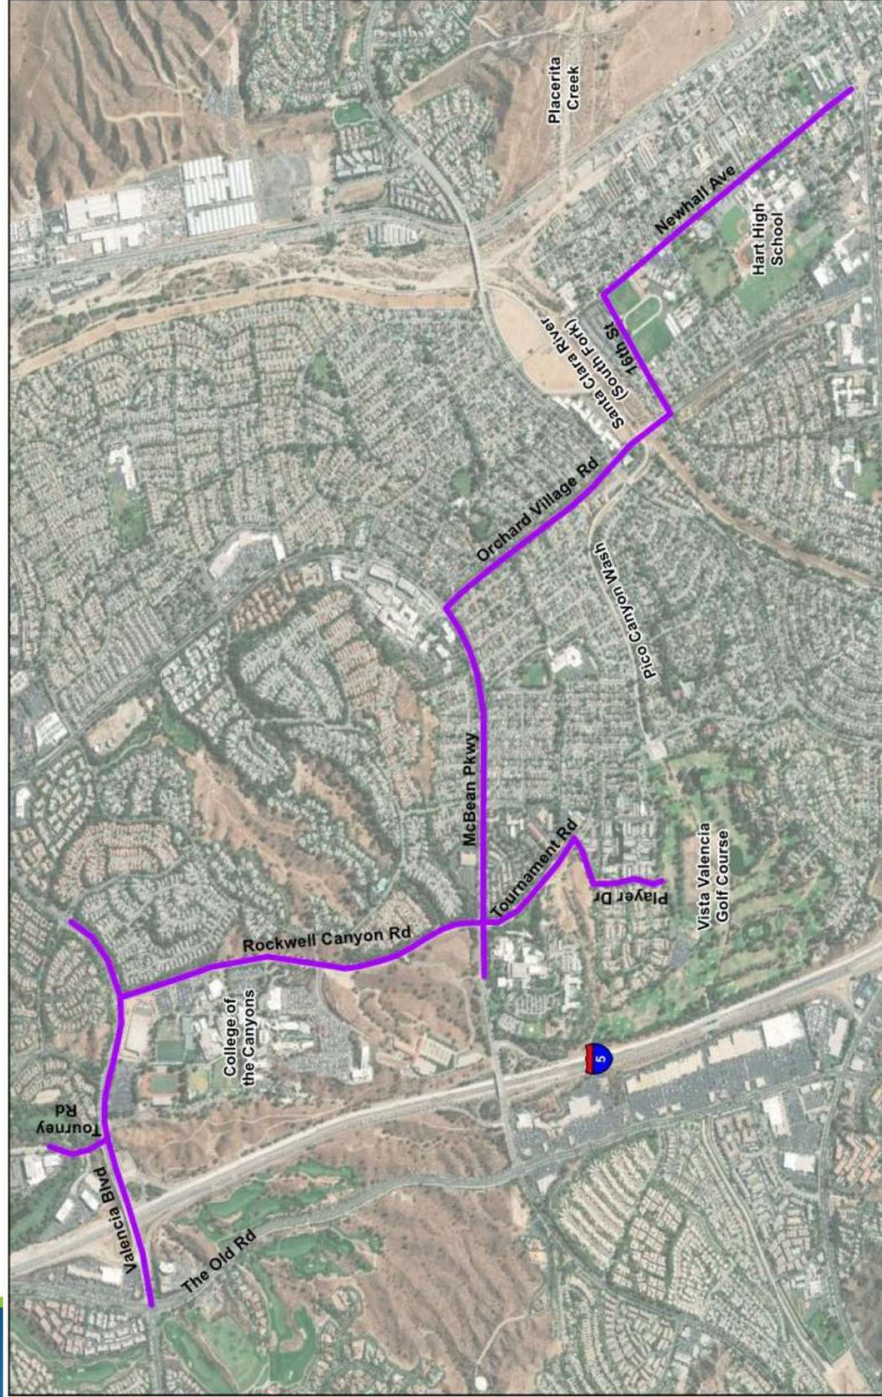 Placerita
Creek
Newhall Ave
Hart High
School
16th St
Santa Clara River
(South Fork)
Orchard Village Rd
Pico Canyon Wash
McBean Pkwy
Tournament Rd
Player Dr
Vista Valencia
Golf Course
Rockwell Canyon Rd
College of
the Canyons
5
Tourney
Rd
Valencia Blvd
The Old Rd